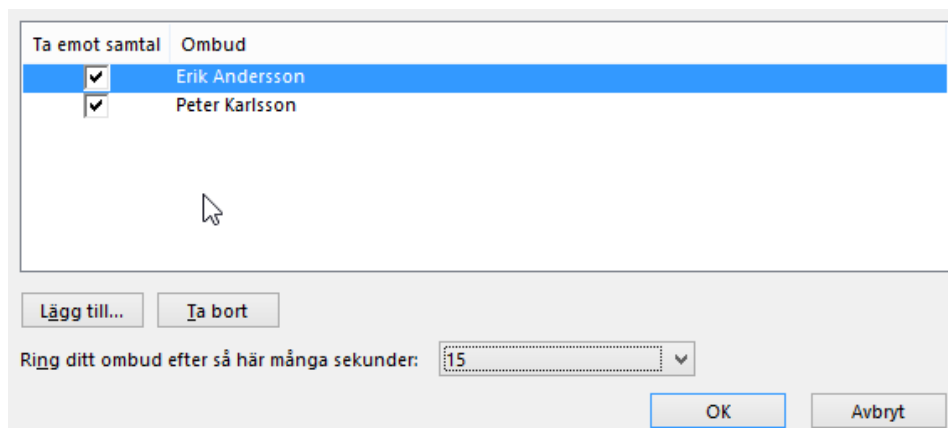 Ta emot samtal Ombud
Erik Andersson
Peter Karlsson
Lägg till... Ta bort
Ring ditt ombud efter så här många sekunder: 15
OK Avbryt